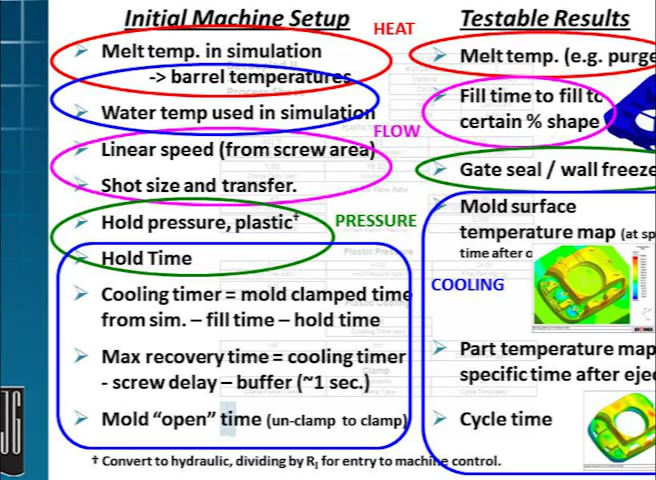 Initial Machine Setup
HEAT
Melt temp. in simulation
-> barrel temperatures
Water temp used in simulation
FLOW
Linear speed (from screw area)
Shot size and transfer.
Hold pressure, plastic†
PRESSURE
Hold Time
Cooling timer = mold clamped time
from sim. – fill time – hold time
Max recovery time = cooling timer
- screw delay – buffer (~1 sec.)
Mold “open” time (un-clamp to clamp)
† Convert to hydraulic, dividing by RI for entry to machine control.
Testable Results
Melt temp. (e.g. purge
Fill time to fill to
certain % shape
Gate seal / wall freeze
Mold surface
temperature map (at sp
time after o
COOLING
Part temperature map
specific time after ejec
Cycle time
JG